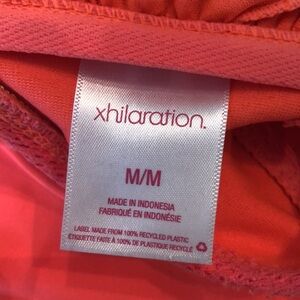 xhilaration.
M/M
MADE IN INDONESIA
FABRIQUÉ EN INDONÉSIE
LABEL MADE FROM 100% RECYCLED PLASTIC
ÉTIQUETTE FAITE À 100% DE PLASTIQUE RECYCLÉ